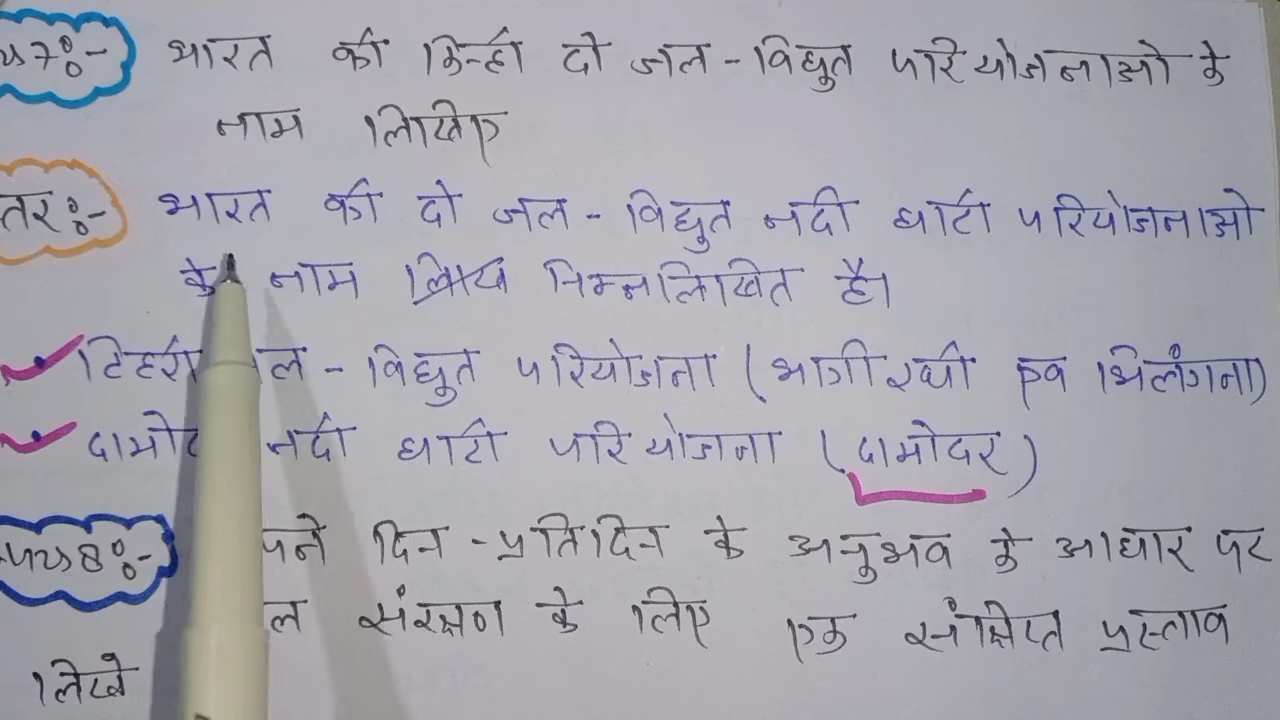 7:- भारत की किन्हीं दो जल - विद्युत परियोजनाओं के
नाम लिखिए
तर:- भारत की दो जल - विद्युत नदी घाटी परियोजनाओ
के नाम निम्नलिखित है।
टिहरी ल - विद्युत परियोजना (भागीरथी एव भिलंगना)
दामोद नदी घाटी परियोजना (दामोदर)
8:- पने दिन - प्रतिदिन के अनुभव के आधार पर
ल संरक्षण के लिए एक संक्षिप्त प्रस्ताव
लिखे